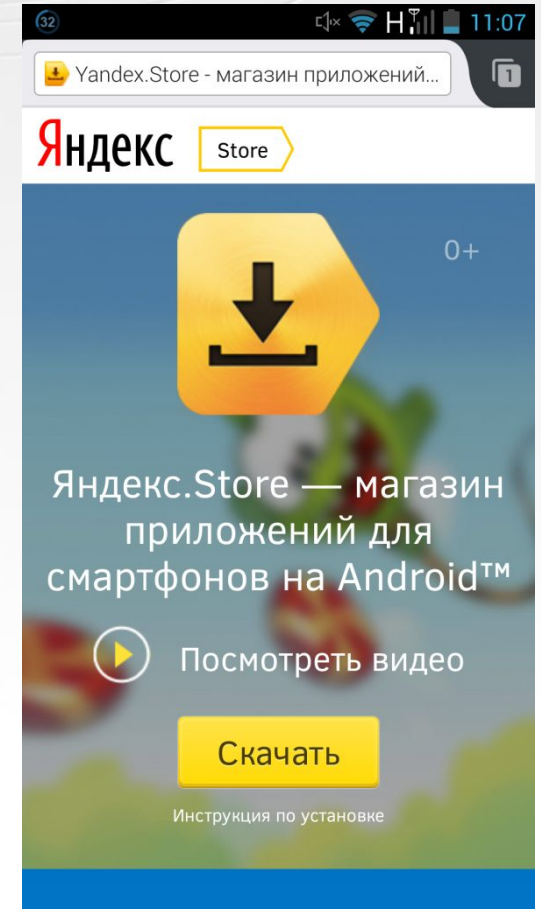 32
H
11:07
Yandex.Store - магазин приложений...
1
Яндекс
Store
0+
Яндекс.Store — магазин
приложений для
смартфонов на Android™
Посмотреть видео
Скачать
Инструкция по установке